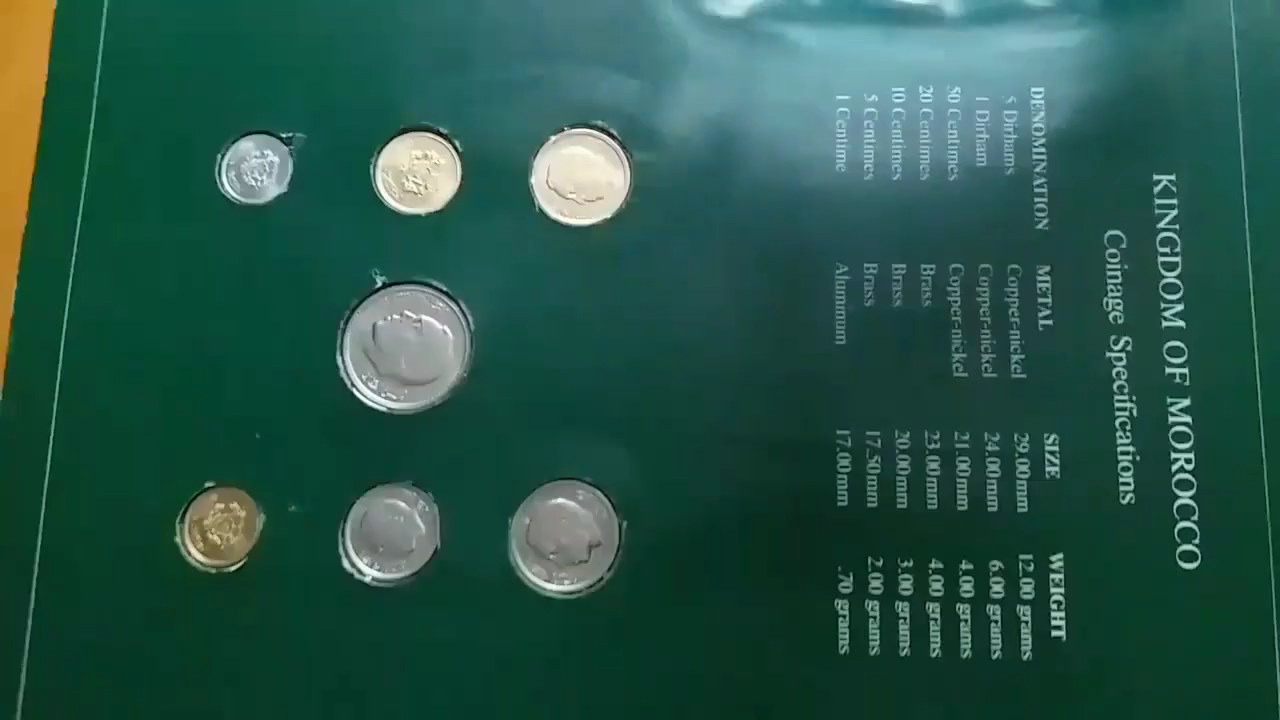 KINGDOM OF MOROCCO
Coinage Specifications
DENOMINATION METAL SIZE WEIGHT
5 Dirhams Copper-nickel 29.00mm 12.00 grams
1 Dirham Copper-nickel 24.00mm 6.00 grams
50 Centimes Copper-nickel 21.00mm 4.00 grams
20 Centimes Brass 23.00mm 4.00 grams
10 Centimes Brass 20.00mm 3.00 grams
5 Centimes Brass 17.50mm 2.00 grams
1 Centime Aluminum 17.00mm .70 grams